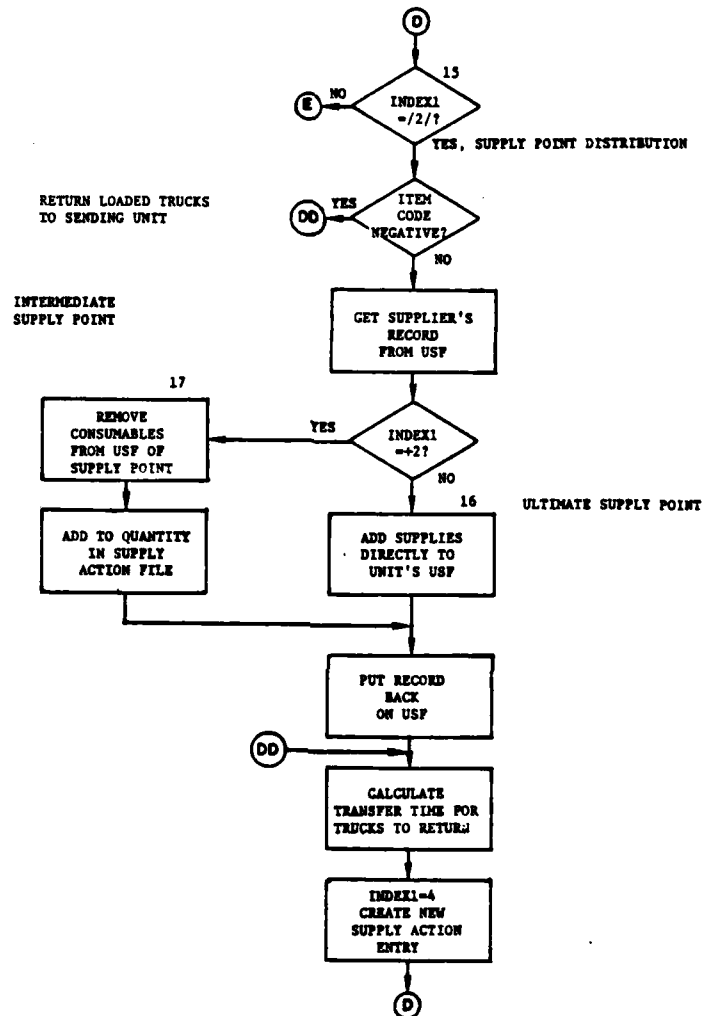 D
15
INDEX1
=/2/?
NO
E
YES, SUPPLY POINT DISTRIBUTION
RETURN LOADED TRUCKS
TO SENDING UNIT
DD
YES
ITEM
CODE
NEGATIVE?
NO
INTERMEDIATE
SUPPLY POINT
GET SUPPLIER'S
RECORD
FROM USF
17
REMOVE
CONSUMABLES
FROM USF OF
SUPPLY POINT
YES
INDEX1
=+2?
NO
16
ULTIMATE SUPPLY POINT
ADD TO QUANTITY
IN SUPPLY
ACTION FILE
ADD SUPPLIES
DIRECTLY TO
UNIT'S USF
PUT RECORD
BACK
ON USF
DD
CALCULATE
TRANSFER TIME FOR
TRUCKS TO RETURN
INDEX1=4
CREATE NEW
SUPPLY ACTION
ENTRY
D